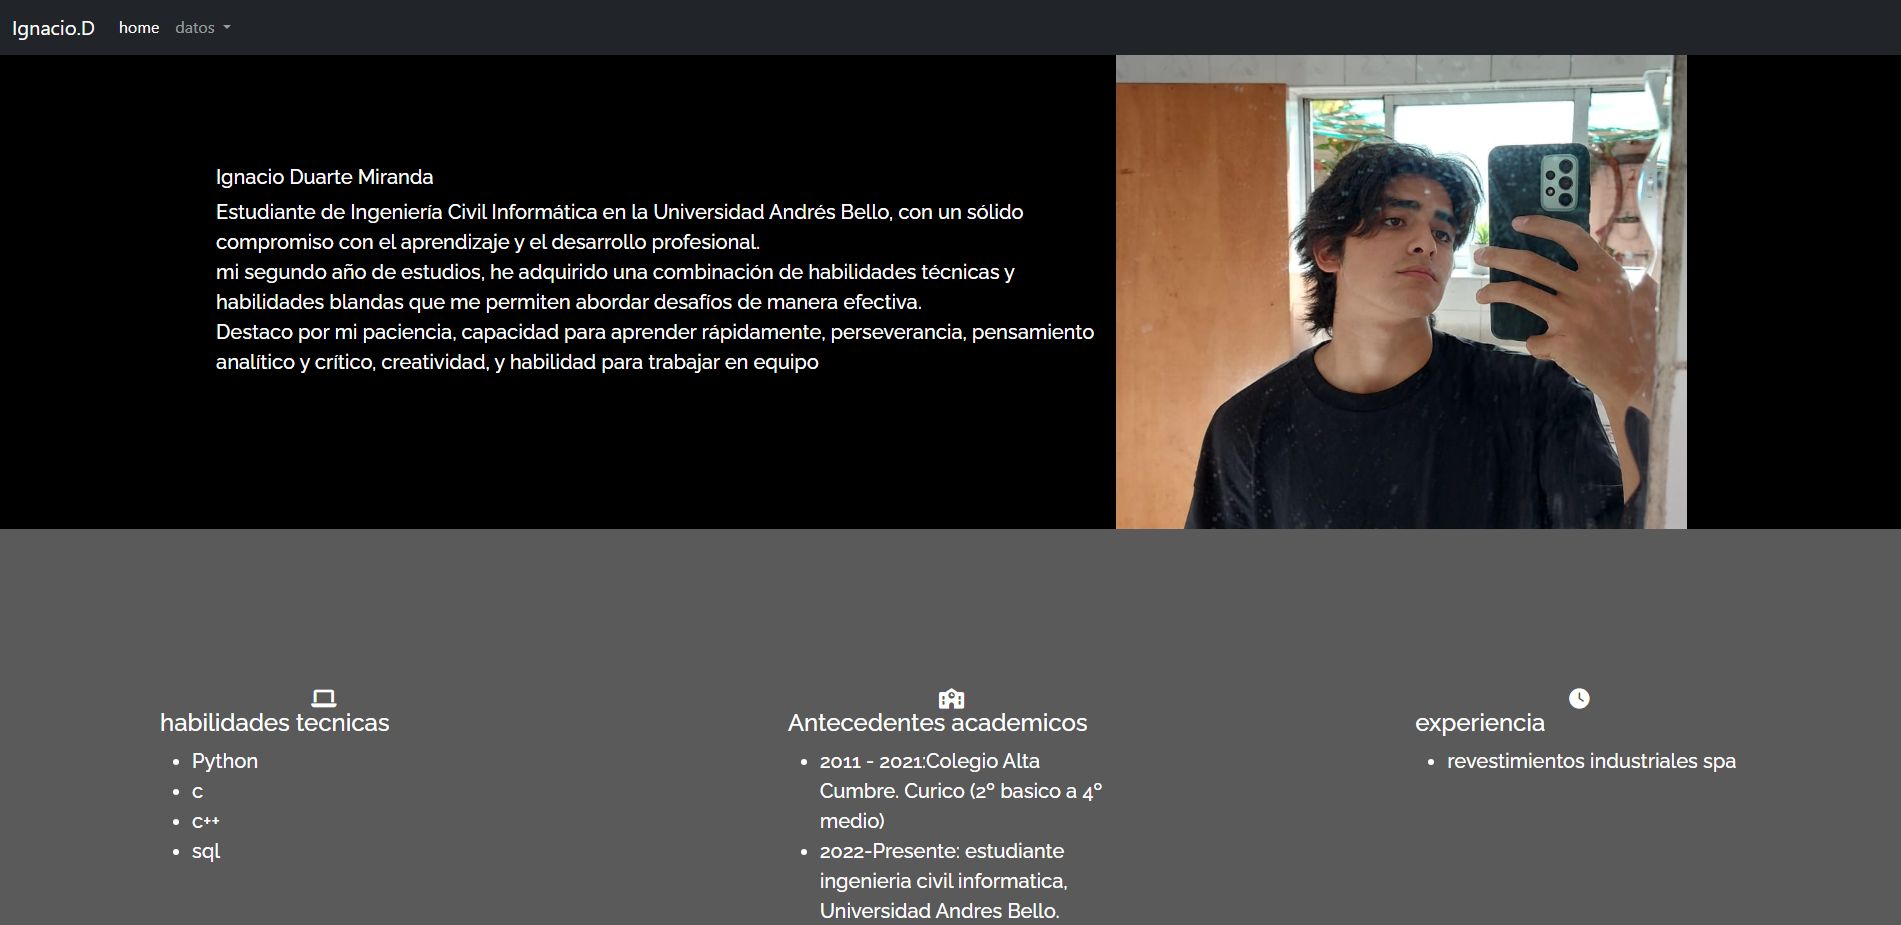 Ignacio.D home datos
Ignacio Duarte Miranda
Estudiante de Ingeniería Civil Informática en la Universidad Andrés Bello, con un sólido
compromiso con el aprendizaje y el desarrollo profesional.
mi segundo año de estudios, he adquirido una combinación de habilidades técnicas y
habilidades blandas que me permiten abordar desafíos de manera efectiva.
Destaco por mi paciencia, capacidad para aprender rápidamente, perseverancia, pensamiento
analítico y crítico, creatividad, y habilidad para trabajar en equipo
habilidades tecnicas
• Python
• c
• c++
• sql
Antecedentes academicos
• 2011 - 2021:Colegio Alta
Cumbre. Curico (2º basico a 4º
medio)
• 2022-Presente: estudiante
ingenieria civil informatica,
Universidad Andres Bello.
experiencia
• revestimientos industriales spa